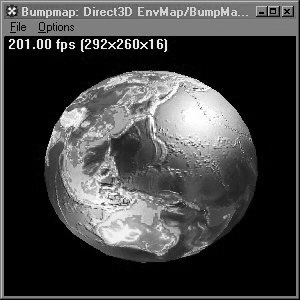 Bumpmap: Direct3D EnvMap/BumpMa...
File Options
201.00 fps (292x260x16)